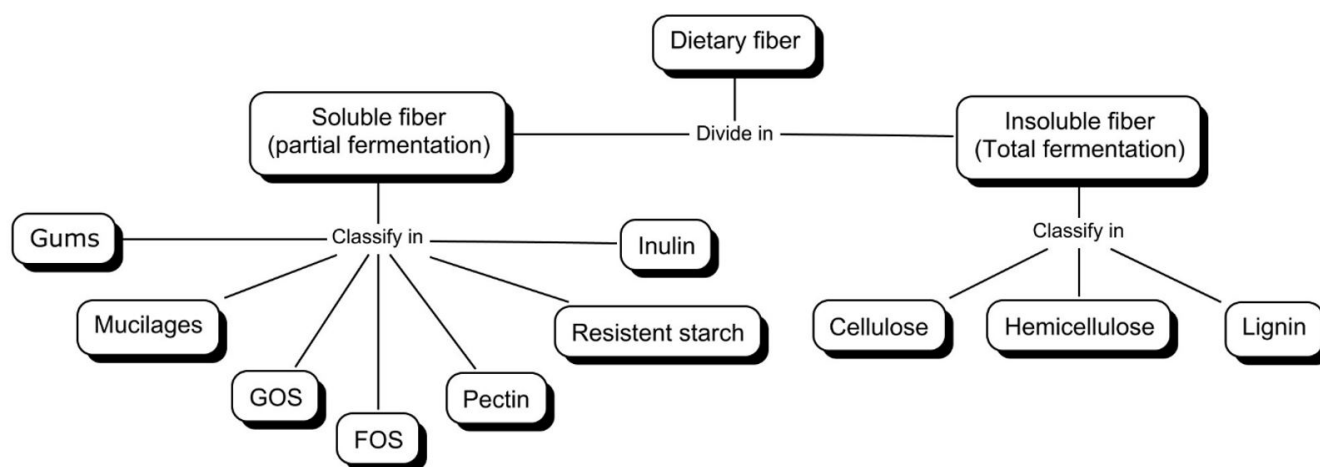 Dietary fiber
Soluble fiber
(partial fermentation)
Divide in
Insoluble fiber
(Total fermentation)
Gums
Classify in
Inulin
Classify in
Mucilages
Resistent starch
Cellulose
Hemicellulose
Lignin
GOS
Pectin
FOS